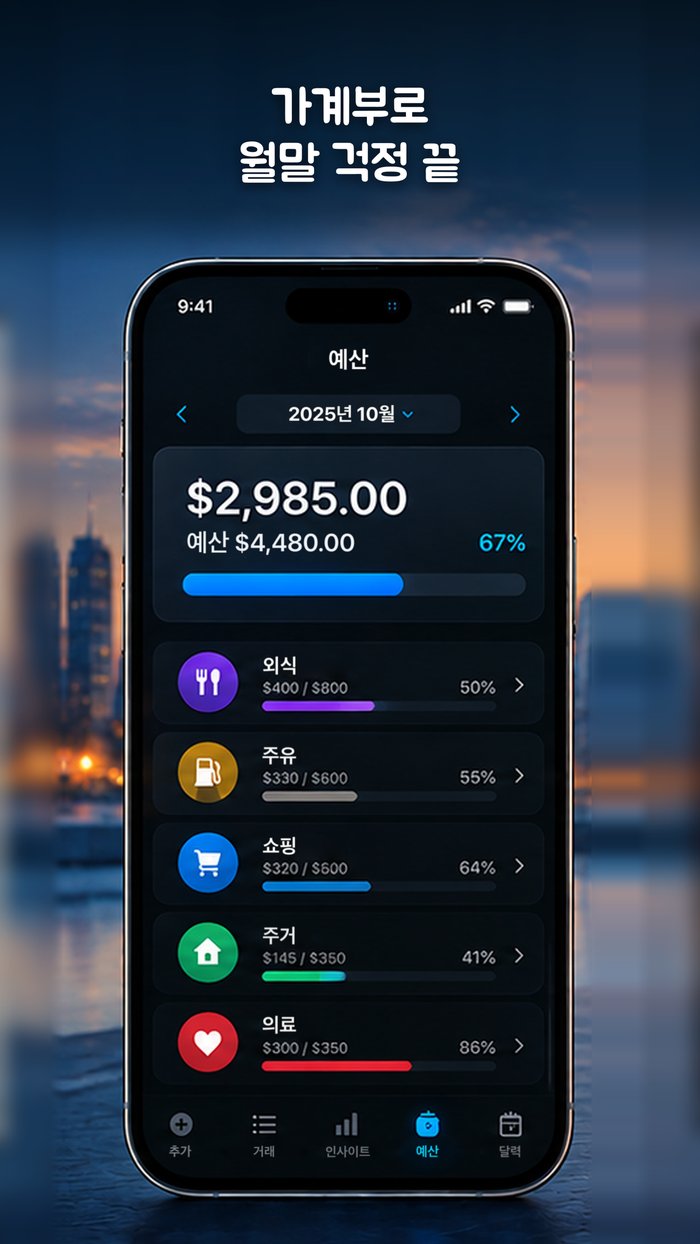 가계부로
월말 걱정 끝
9:41
예산
2025년 10월
$2,985.00
예산 $4,480.00
67%
외식
$400 / $800
50%
주유
$330 / $600
55%
쇼핑
$320 / $600
64%
주거
$145 / $350
41%
의료
$300 / $350
86%
추가
거래
인사이트
예산
달력